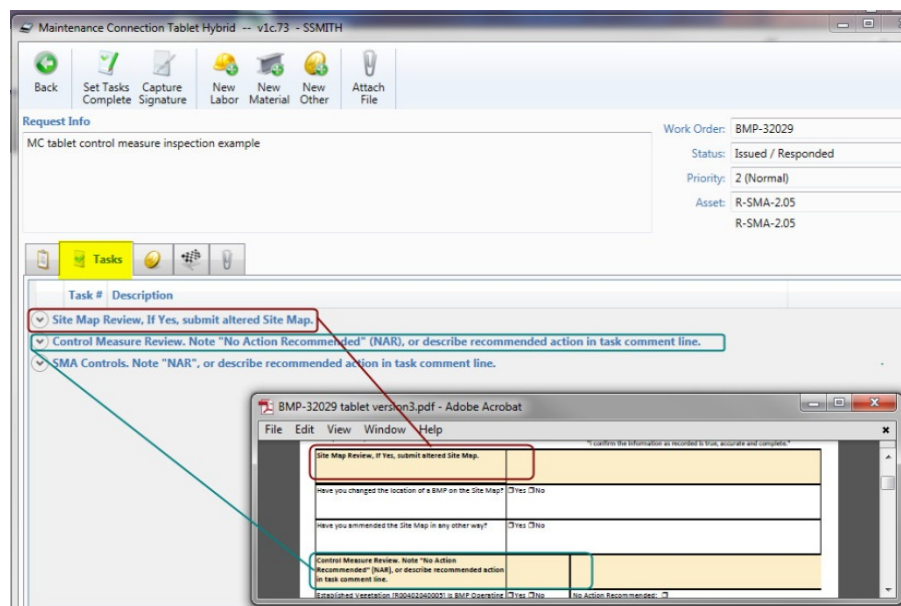 Maintenance Connection Tablet Hybrid -- v1c.73 - SSMITH
Back
Set Tasks
Complete
Capture
Signature
New
Labor
New
Material
New
Other
Attach
File
Request Info
MC tablet control measure inspection example
Work Order: BMP-32029
Status: Issued / Responded
Priority: 2 (Normal)
Asset: R-SMA-2.05
R-SMA-2.05
Tasks
Task # Description
Site Map Review, If Yes, submit altered Site Map.
Control Measure Review. Note "No Action Recommended" (NAR), or describe recommended action in task comment line.
SMA Controls. Note "NAR", or describe recommended action in task comment line.
BMP-32029 tablet version3.pdf - Adobe Acrobat
File Edit View Window Help
"I confirm the information as recorded is true, accurate and complete."
Site Map Review, If Yes, submit altered Site Map.
Have you changed the location of a BMP on the Site Map? Yes No
Have you ammended the Site Map in any other way? Yes No
Control Measure Review. Note "No Action
Recommended" (NAR), or describe recommended action
in task comment line.
Established Vegetation (R00402040005) Is BMP Operating Yes No No Action Recommended: